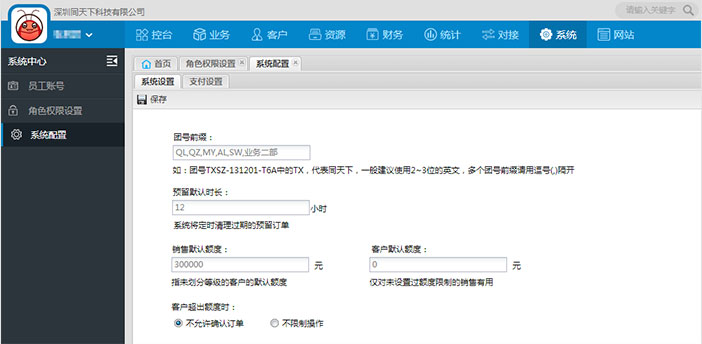 深圳同天下科技有限公司
请输入关键字
控台 业务 客户 资源 财务 统计 对接 系统 网站
系统中心
员工账号
角色权限设置
系统配置
首页 角色权限设置 系统配置
系统设置 支付设置
保存
团号前缀：
QL,QZ,MY,AL,SW,业务二部
如：团号TXSZ-131201-T6A中的TX，代表同天下，一般建议使用2~3位的英文，多个团号前缀请用逗号(,)隔开
预留默认时长：
12 小时
系统将定时清理过期的预留订单
销售默认额度： 客户默认额度：
300000 元 0 元
指未划分等级的客户的默认额度 仅对未设置过额度限制的销售有用
客户超出额度时：
不允许确认订单 不限制操作